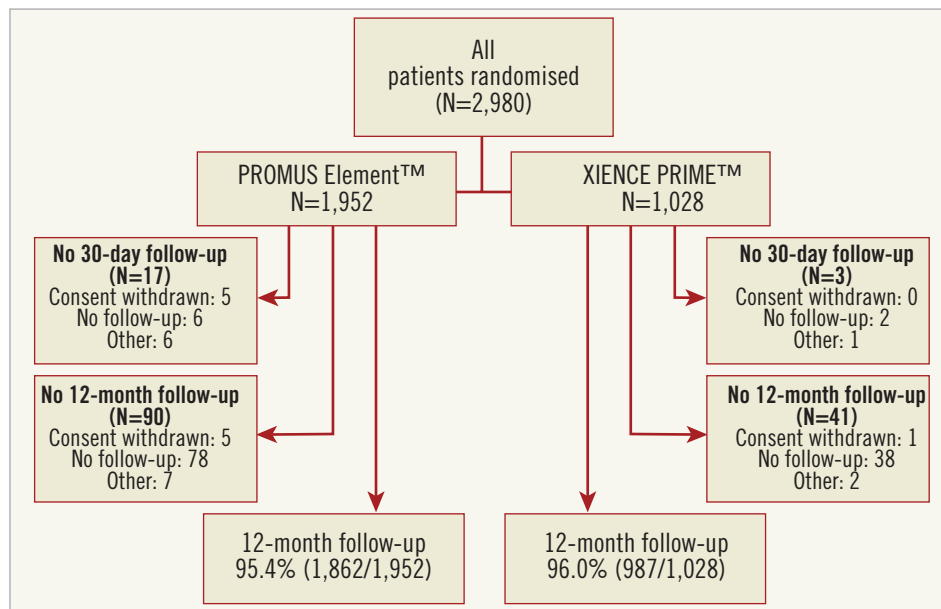 All
patients randomised
(N=2,980)
PROMUS Element™
N=1,952
XIENCE PRIME™
N=1,028
No 30-day follow-up
(N=17)
Consent withdrawn: 5
No follow-up: 6
Other: 6
No 30-day follow-up
(N=3)
Consent withdrawn: 0
No follow-up: 2
Other: 1
No 12-month follow-up
(N=90)
Consent withdrawn: 5
No follow-up: 78
Other: 7
No 12-month follow-up
(N=41)
Consent withdrawn: 1
No follow-up: 38
Other: 2
12-month follow-up
95.4% (1,862/1,952)
12-month follow-up
96.0% (987/1,028)